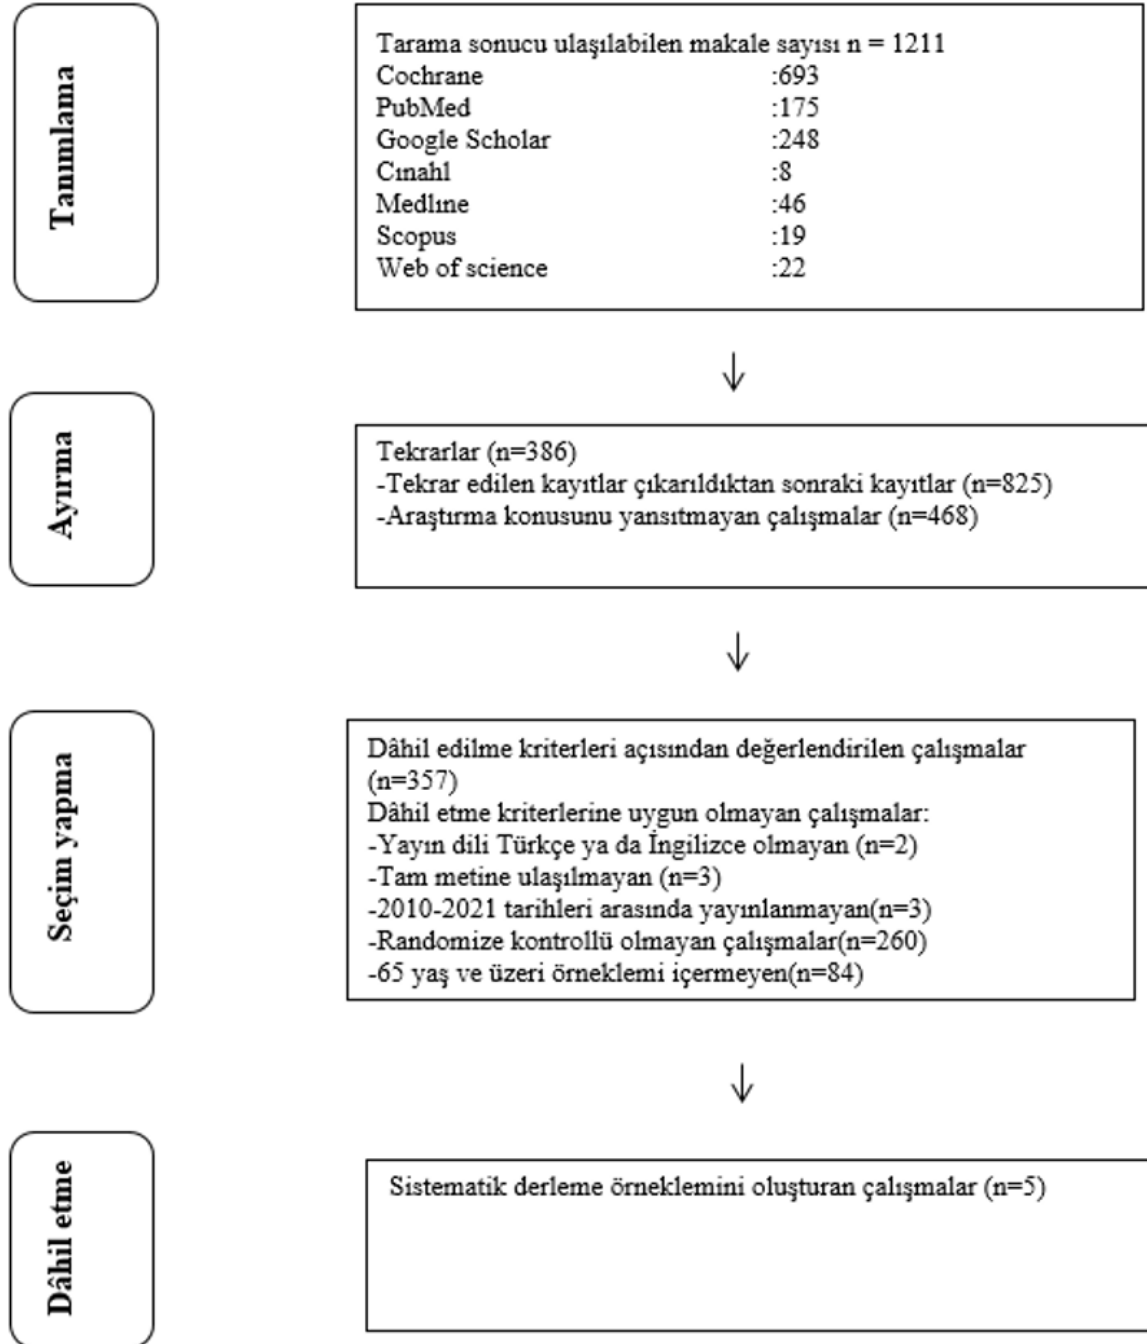 Tanımlama
Tarama sonucu ulaşılabilen makale sayısı n = 1211
Cochrane :693
PubMed :175
Google Scholar :248
Cınahl :8
Medlıne :46
Scopus :19
Web of science :22
Ayırma
Tekrarlar (n=386)
-Tekrar edilen kayıtlar çıkarıldıktan sonraki kayıtlar (n=825)
-Araştırma konusunu yansıtmayan çalışmalar (n=468)
Seçim yapma
Dâhil edilme kriterleri açısından değerlendirilen çalışmalar
(n=357)
Dâhil etme kriterlerine uygun olmayan çalışmalar:
-Yayın dili Türkçe ya da İngilizce olmayan (n=2)
-Tam metine ulaşılmayan (n=3)
-2010-2021 tarihleri arasında yayınlanmayan(n=3)
-Randomize kontrollü olmayan çalışmalar(n=260)
-65 yaş ve üzeri örneklemi içermeyen(n=84)
Dâhil etme
Sistematik derleme örneklemini oluşturan çalışmalar (n=5)